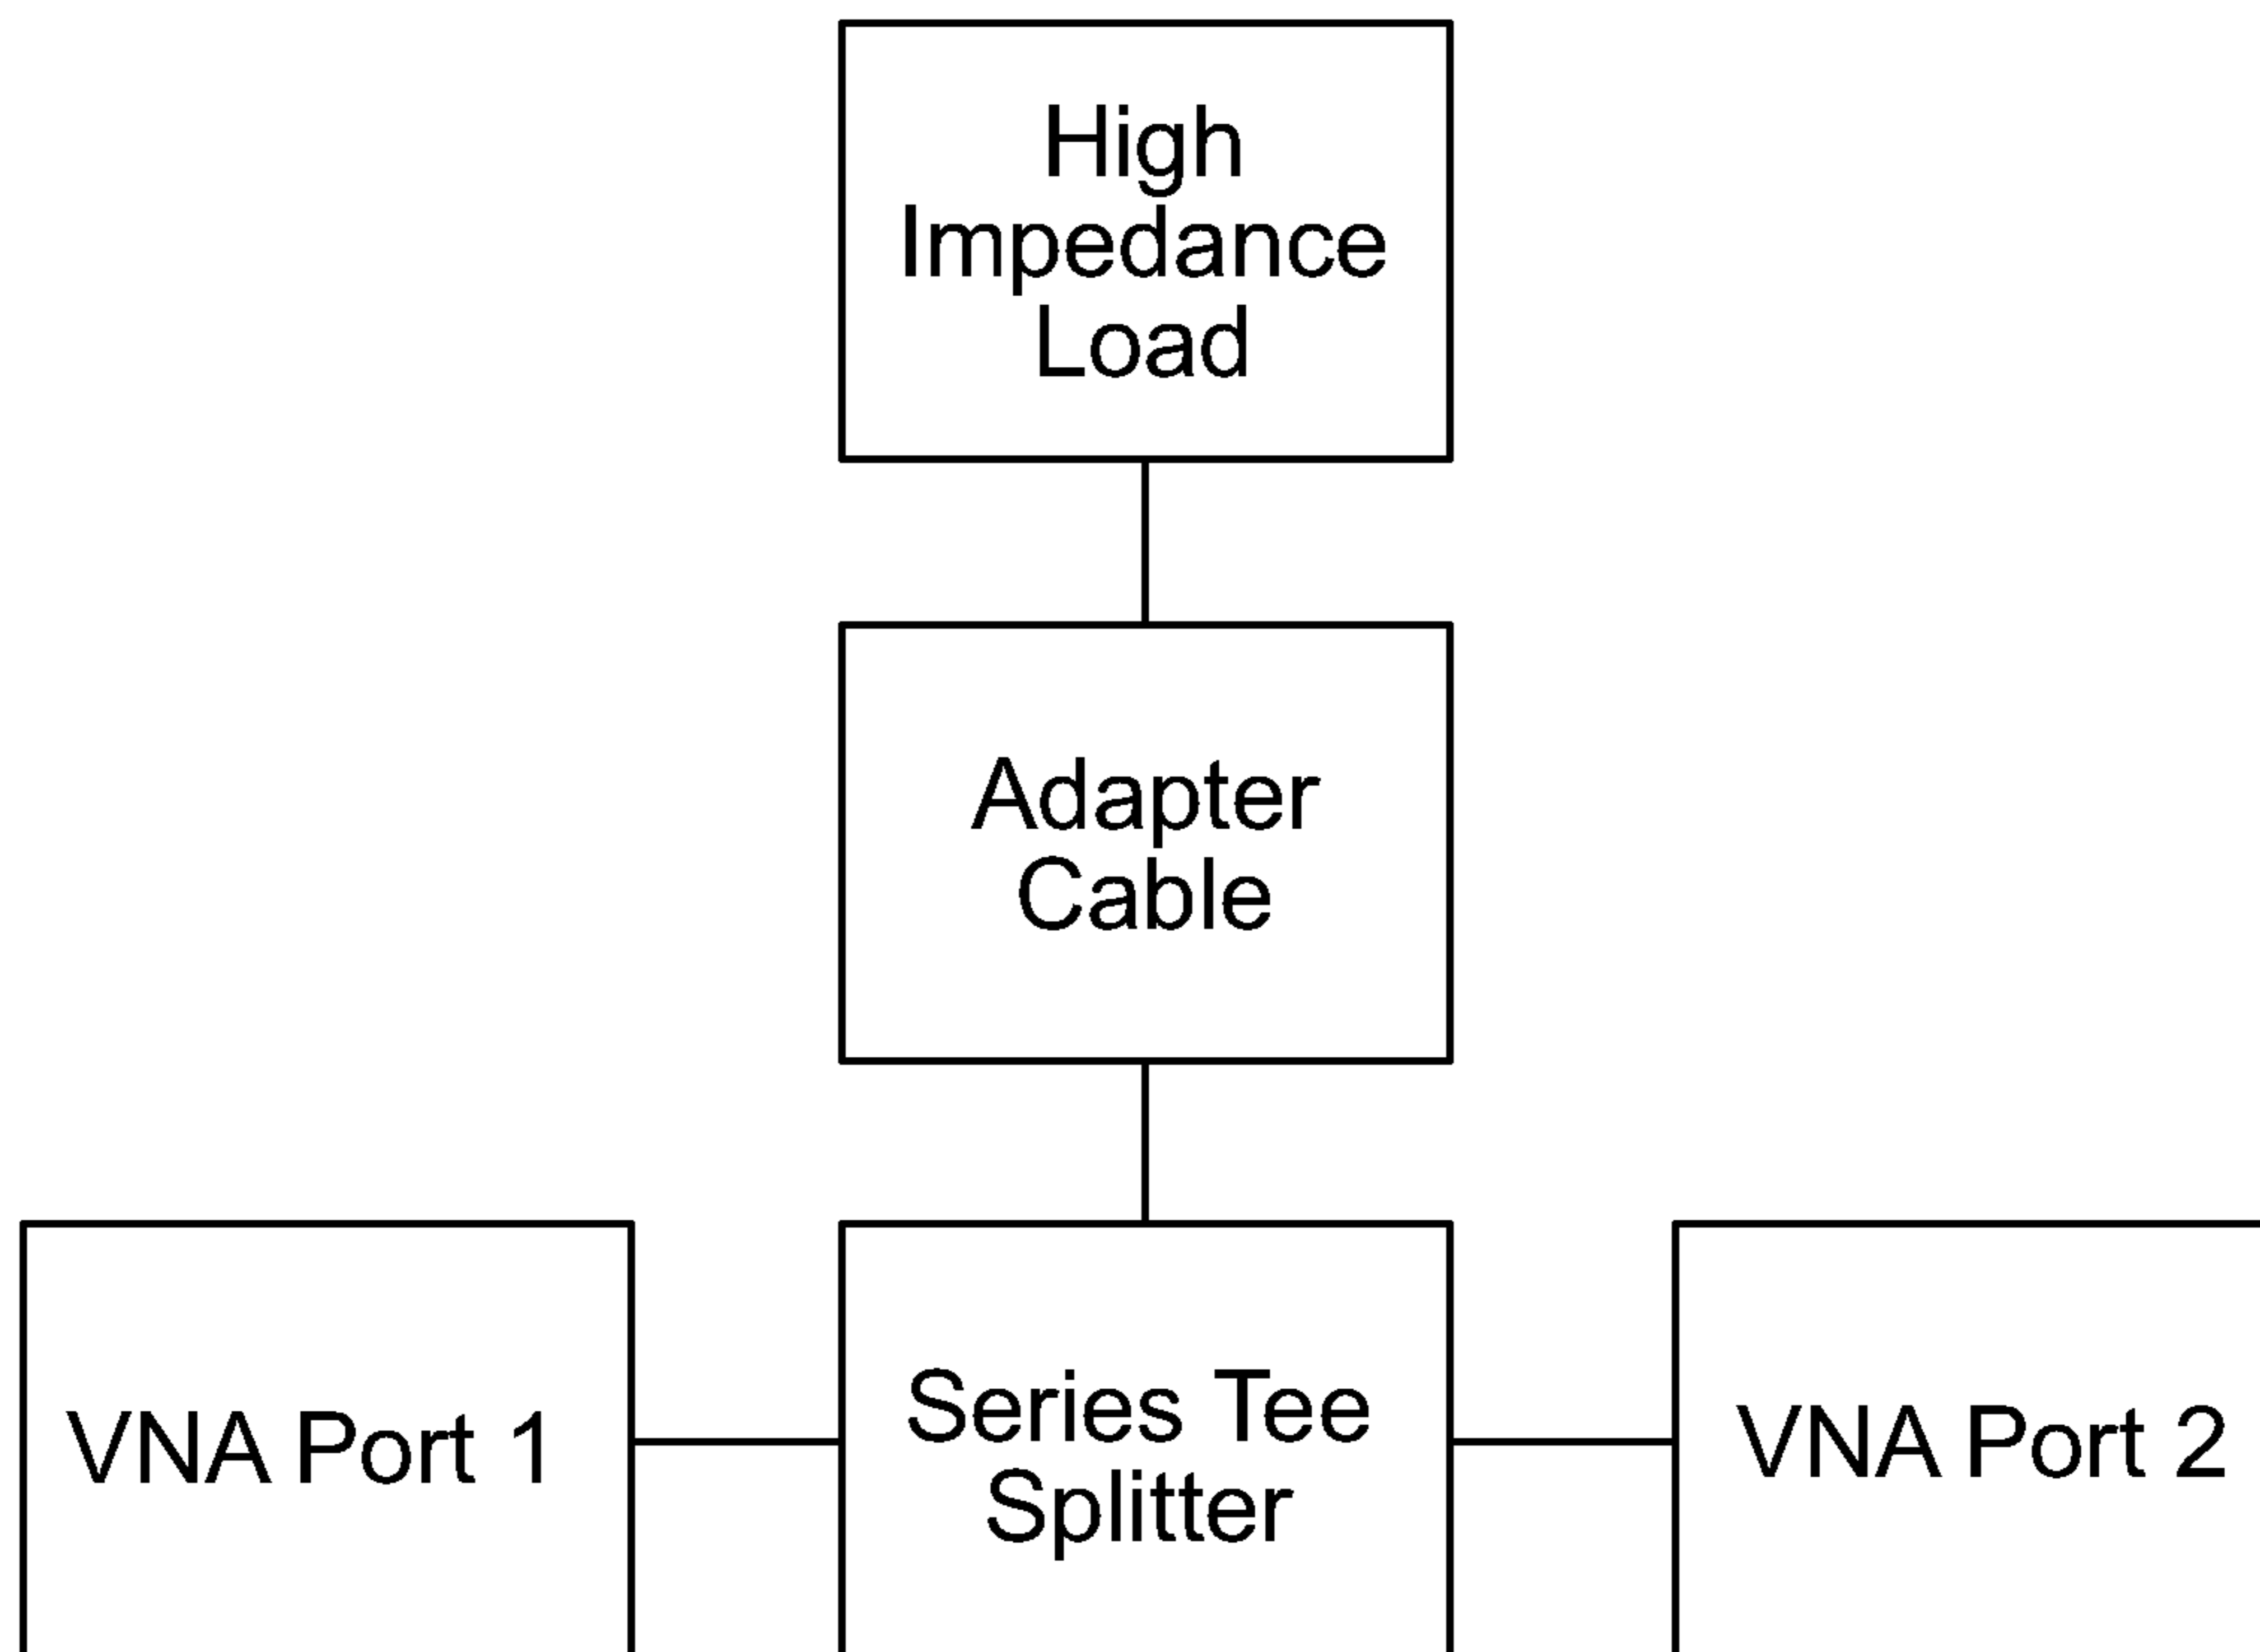 High
Impedance
Load
Adapter
Cable
Series Tee
Splitter
VNA Port 1
VNA Port 2